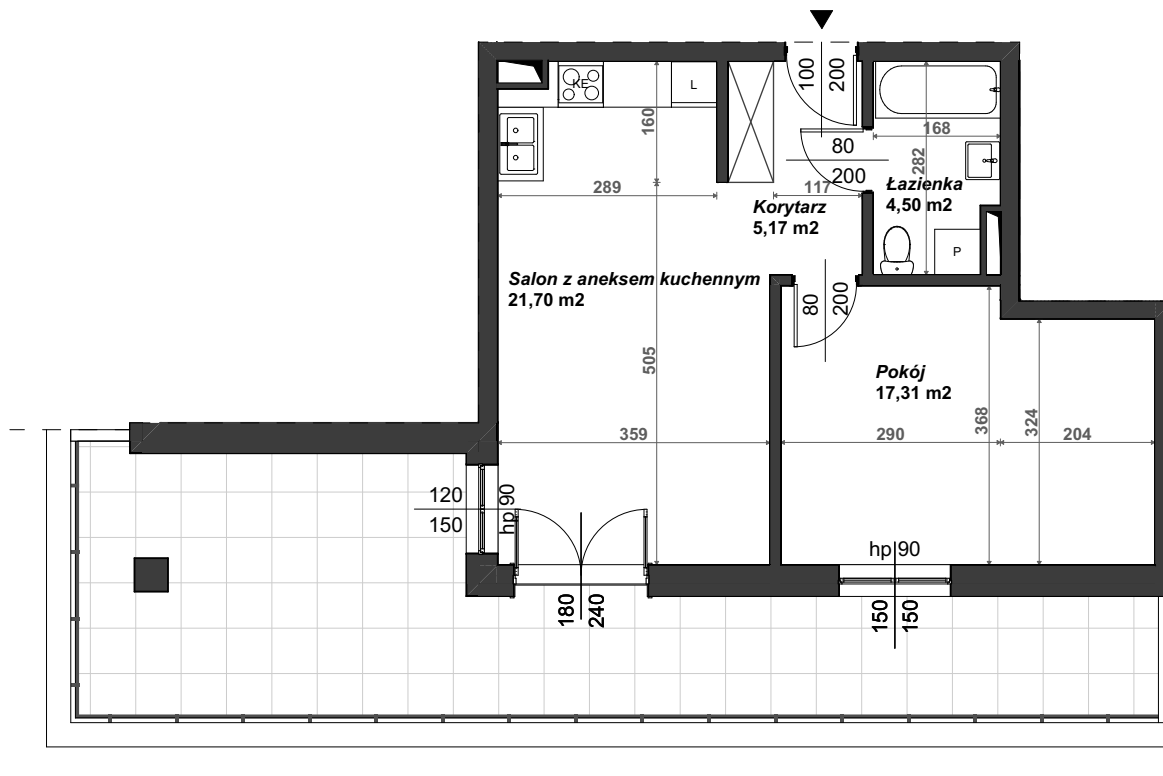 100
200
KE
L
160
168
80
200
282
289
117
Łazienka
4,50 m2
Korytarz
5,17 m2
P
Salon z aneksem kuchennym
21,70 m2
80
200
505
Pokój
17,31 m2
368
324
359
290
204
120
150
hp 90
hp 90
180
240
150
150